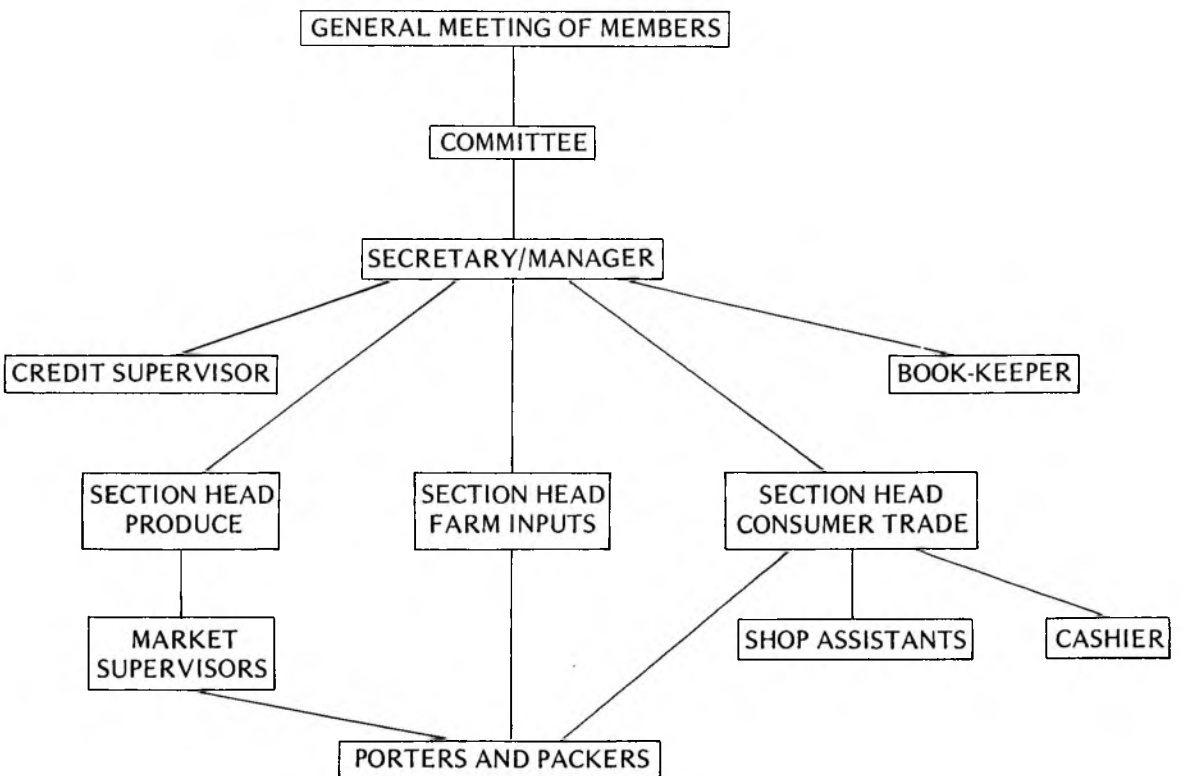 GENERAL MEETING OF MEMBERS
COMMITTEE
SECRETARY/MANAGER
CREDIT SUPERVISOR
BOOK-KEEPER
SECTION HEAD
PRODUCE
SECTION HEAD
FARM INPUTS
SECTION HEAD
CONSUMER TRADE
MARKET
SUPERVISORS
SHOP ASSISTANTS
CASHIER
PORTERS AND PACKERS